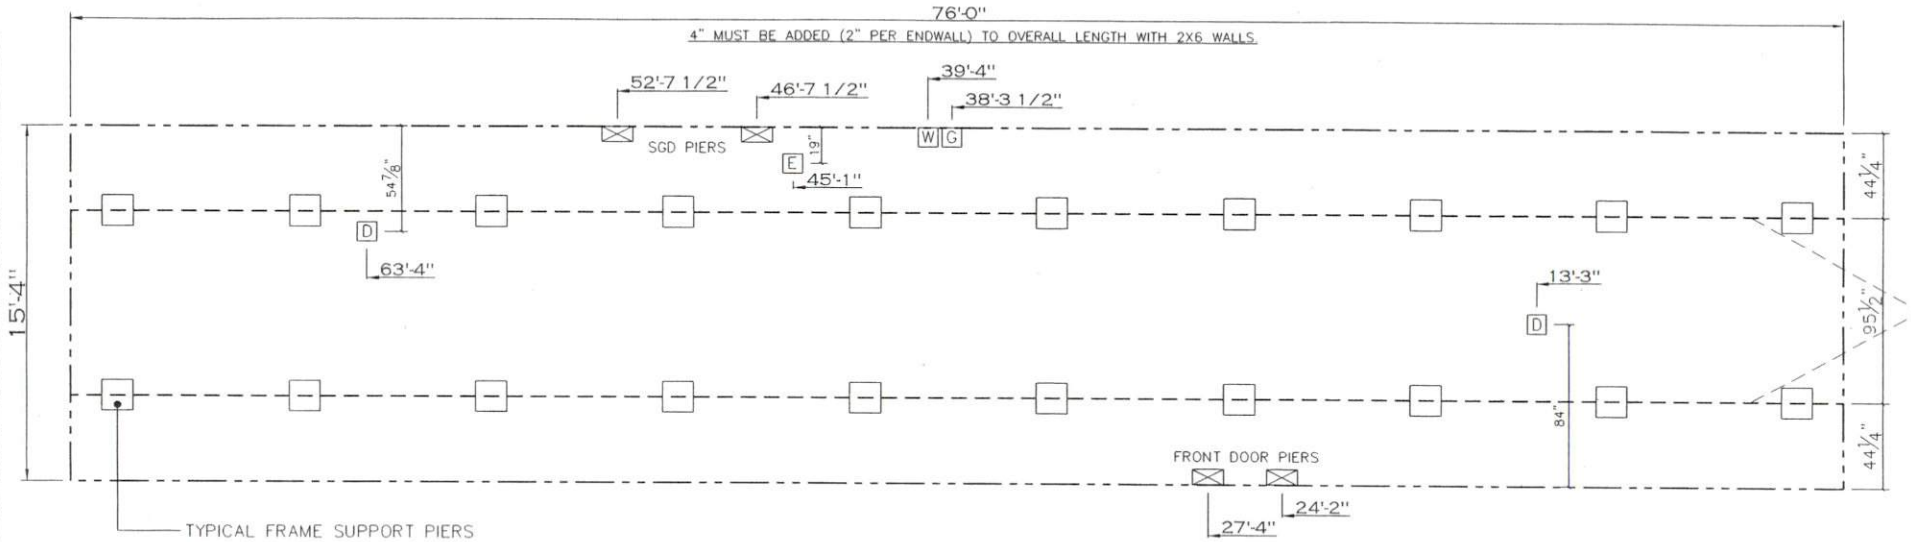 76'-0"
4" MUST BE ADDED (2" PER ENDWALL) TO OVERALL LENGTH WITH 2X6 WALLS.
39'-4"
52'-7 1/2"
46'-7 1/2"
38'-3 1/2"
W G
SGD PIERS
19"
E
54 7/8"
45'-1"
44 1/4"
D
63'-4"
13'-3"
15'-4"
95 1/2"
D
84"
44 1/4"
FRONT DOOR PIERS
24'-2"
27'-4"
TYPICAL FRAME SUPPORT PIERS